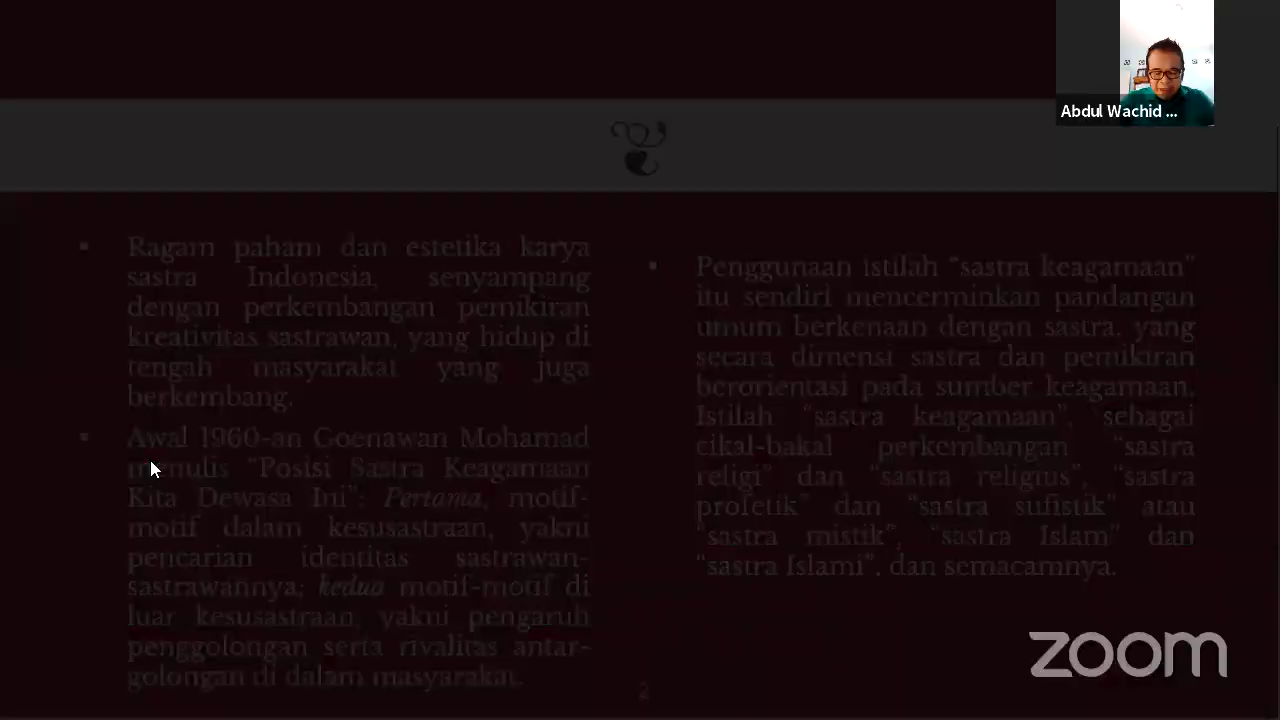 Abdul Wachid ...
Ragam paham dan estetika karya
sastra Indonesia, senyampang
dengan perkembangan pemikiran
kreativitas sastrawan, yang hidup di
tengah masyarakat yang juga
berkembang.
Awal 1960-an Goenawan Mohamad
menulis "Posisi Sastra Keagamaan
Kita Dewasa Ini": Pertama, motif-
motif dalam kesusastraan, yakni
pencarian identitas sastrawan-
sastrawannya; kedua motif-motif di
luar kesusastraan, yakni pengaruh
penggolongan serta rivalitas antar-
golongan di dalam masyarakat.
Penggunaan istilah "sastra keagamaan"
itu sendiri mencerminkan pandangan
umum berkenaan dengan sastra, yang
secara dimensi sastra dan pemikiran
berorientasi pada sumber keagamaan.
Istilah "sastra keagamaan", sebagai
cikal-bakal perkembangan "sastra
religi" dan "sastra religius", "sastra
profetik" dan "sastra sufistik" atau
"sastra mistik", "sastra Islam" dan
"sastra Islami", dan semacamnya.
zoom
2